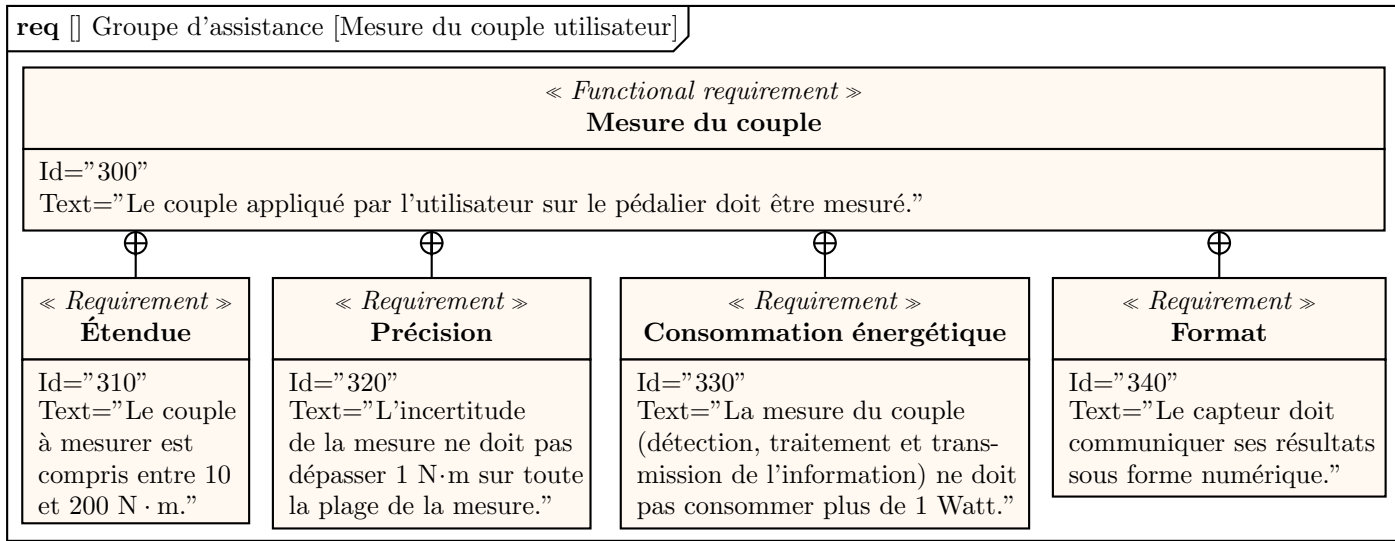 req [] Groupe d'assistance [Mesure du couple utilisateur]
≪ Functional requirement ≫
Mesure du couple
Id=”300”
Text=”Le couple appliqué par l'utilisateur sur le pédalier doit être mesuré.”
≪ Requirement ≫
Étendue
Id=”310”
Text=”Le couple
à mesurer est
compris entre 10
et 200 N · m.”
≪ Requirement ≫
Précision
Id=”320”
Text=”L'incertitude
de la mesure ne doit pas
dépasser 1 N·m sur toute
la plage de la mesure.”
≪ Requirement ≫
Consommation énergétique
Id=”330”
Text=”La mesure du couple
(détection, traitement et trans-
mission de l'information) ne doit
pas consommer plus de 1 Watt.”
≪ Requirement ≫
Format
Id=”340”
Text=”Le capteur doit
communiquer ses résultats
sous forme numérique.”